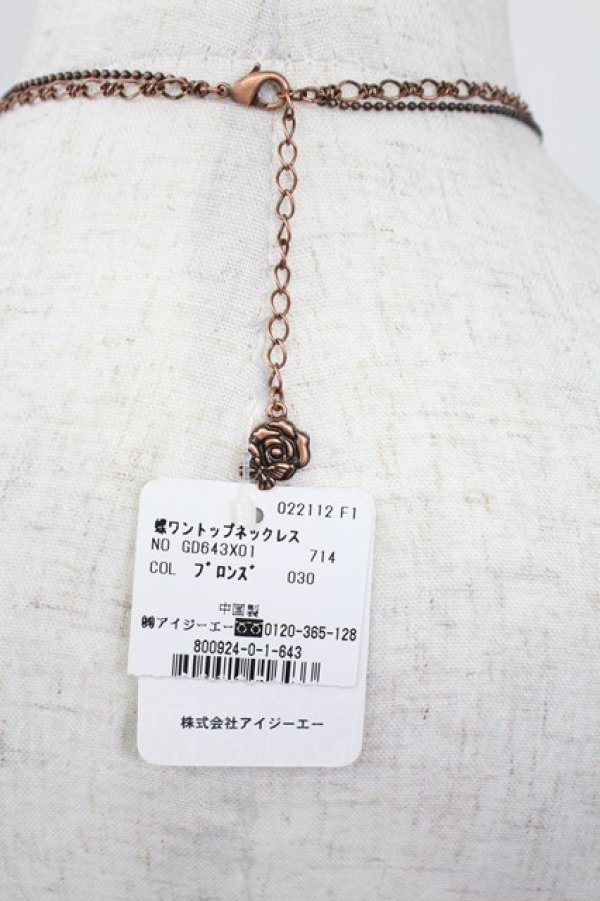 022112 F1
蝶ワントップネックレス
NO GD643X01 714
COL ブロンズ 030
中国製
㈱アイジーエー 0120-365-128
800924-0-1-643
株式会社アイジーエー